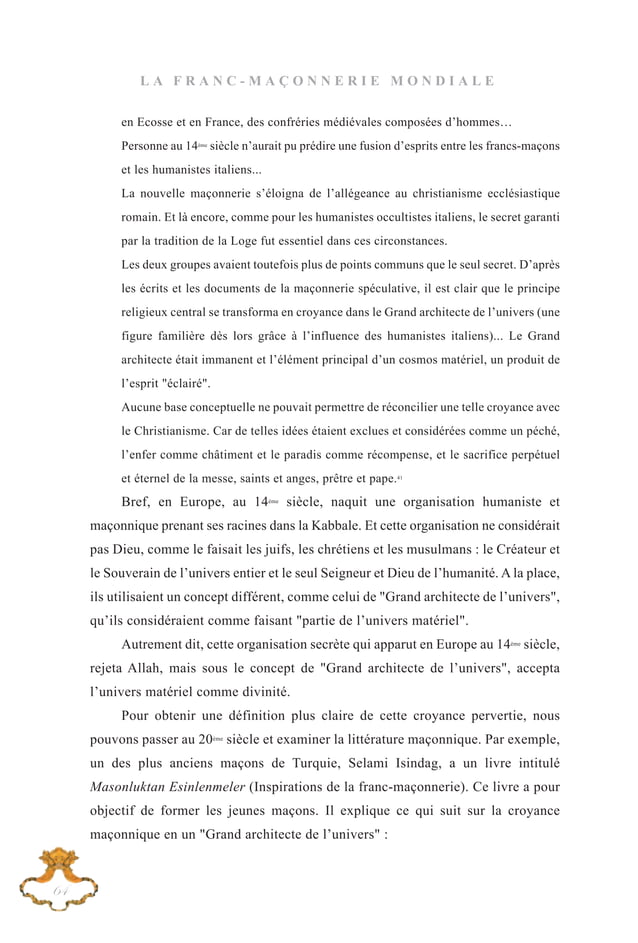 LA FRANC-MAÇONNERIE MONDIALE
en Ecosse et en France, des confréries médiévales composées d’hommes…
Personne au 14ème siècle n’aurait pu prédire une fusion d’esprits entre les francs-maçons
et les humanistes italiens...
La nouvelle maçonnerie s’éloigna de l’allégeance au christianisme ecclésiastique
romain. Et là encore, comme pour les humanistes occultistes italiens, le secret garanti
par la tradition de la Loge fut essentiel dans ces circonstances.
Les deux groupes avaient toutefois plus de points communs que le seul secret. D’après
les écrits et les documents de la maçonnerie spéculative, il est clair que le principe
religieux central se transforma en croyance dans le Grand architecte de l’univers (une
figure familière dès lors grâce à l’influence des humanistes italiens)... Le Grand
architecte était immanent et l’élément principal d’un cosmos matériel, un produit de
l’esprit "éclairé".
Aucune base conceptuelle ne pouvait permettre de réconcilier une telle croyance avec
le Christianisme. Car de telles idées étaient exclues et considérées comme un péché,
l’enfer comme châtiment et le paradis comme récompense, et le sacrifice perpétuel
et éternel de la messe, saints et anges, prêtre et pape.41
Bref, en Europe, au 14ème siècle, naquit une organisation humaniste et
maçonnique prenant ses racines dans la Kabbale. Et cette organisation ne considérait
pas Dieu, comme le faisait les juifs, les chrétiens et les musulmans : le Créateur et
le Souverain de l’univers entier et le seul Seigneur et Dieu de l’humanité. A la place,
ils utilisaient un concept différent, comme celui de "Grand architecte de l’univers",
qu’ils considéraient comme faisant "partie de l’univers matériel".
Autrement dit, cette organisation secrète qui apparut en Europe au 14ème siècle,
rejeta Allah, mais sous le concept de "Grand architecte de l’univers", accepta
l’univers matériel comme divinité.
Pour obtenir une définition plus claire de cette croyance pervertie, nous
pouvons passer au 20ème siècle et examiner la littérature maçonnique. Par exemple,
un des plus anciens maçons de Turquie, Selami Isindag, a un livre intitulé
Masonluktan Esinlenmeler (Inspirations de la franc-maçonnerie). Ce livre a pour
objectif de former les jeunes maçons. Il explique ce qui suit sur la croyance
maçonnique en un "Grand architecte de l’univers" :
64